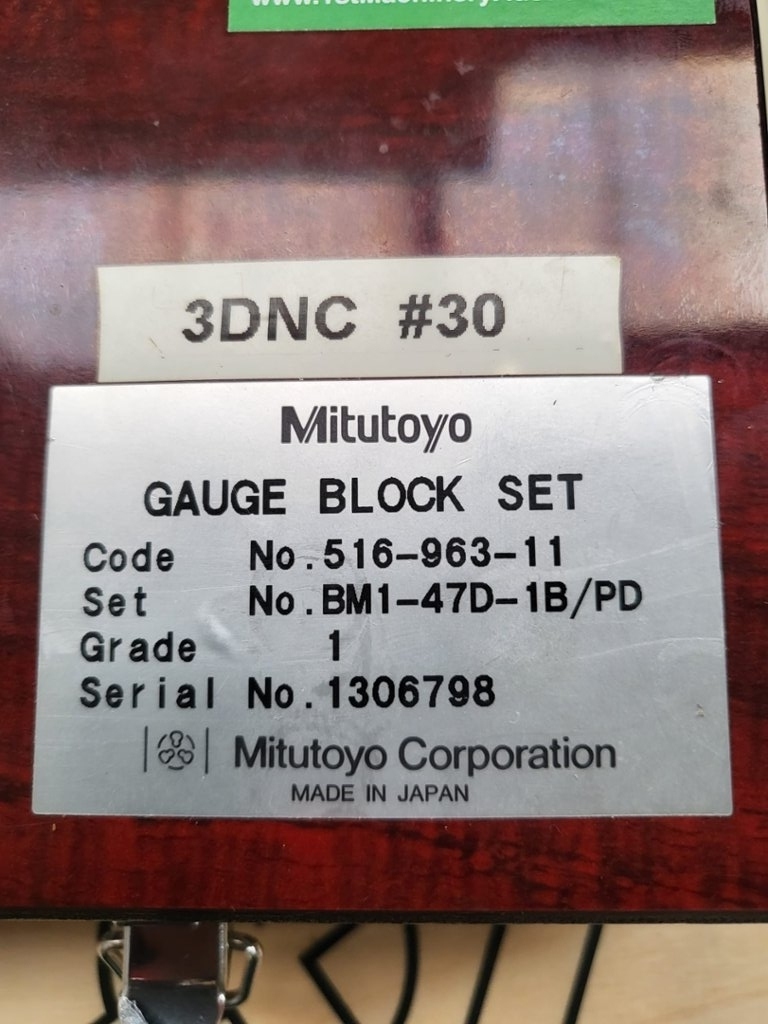 3DNC #30
Mitutoyo
GAUGE BLOCK SET
Code No.516-963-11
Set No.BM1-47D-1B/PD
Grade 1
Serial No.1306798
Mitutoyo Corporation
MADE IN JAPAN